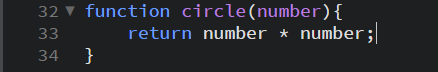 32 ▼ function circle(number){
33     return number * number;
34 }